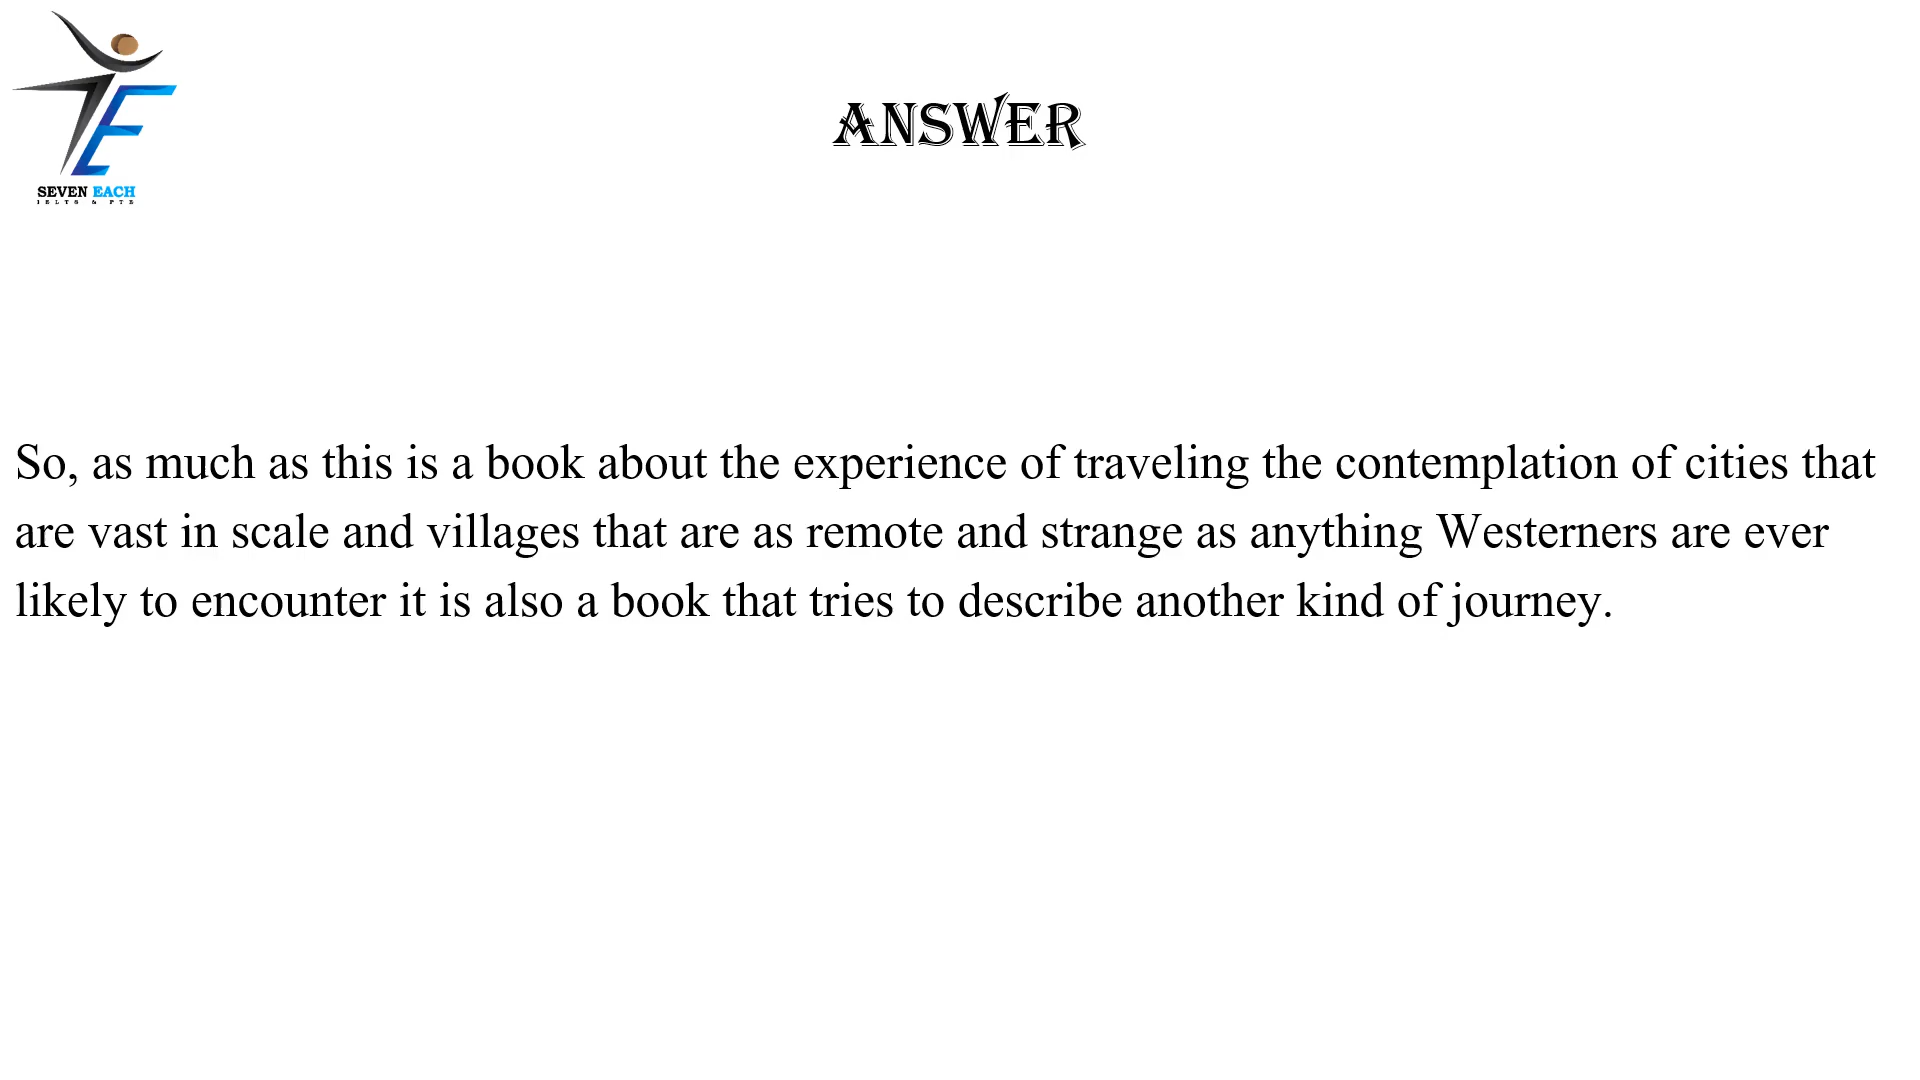 SEVEN EACH
IELTS & PTE
ANSWER
So, as much as this is a book about the experience of traveling the contemplation of cities that
are vast in scale and villages that are as remote and strange as anything Westerners are ever
likely to encounter it is also a book that tries to describe another kind of journey.